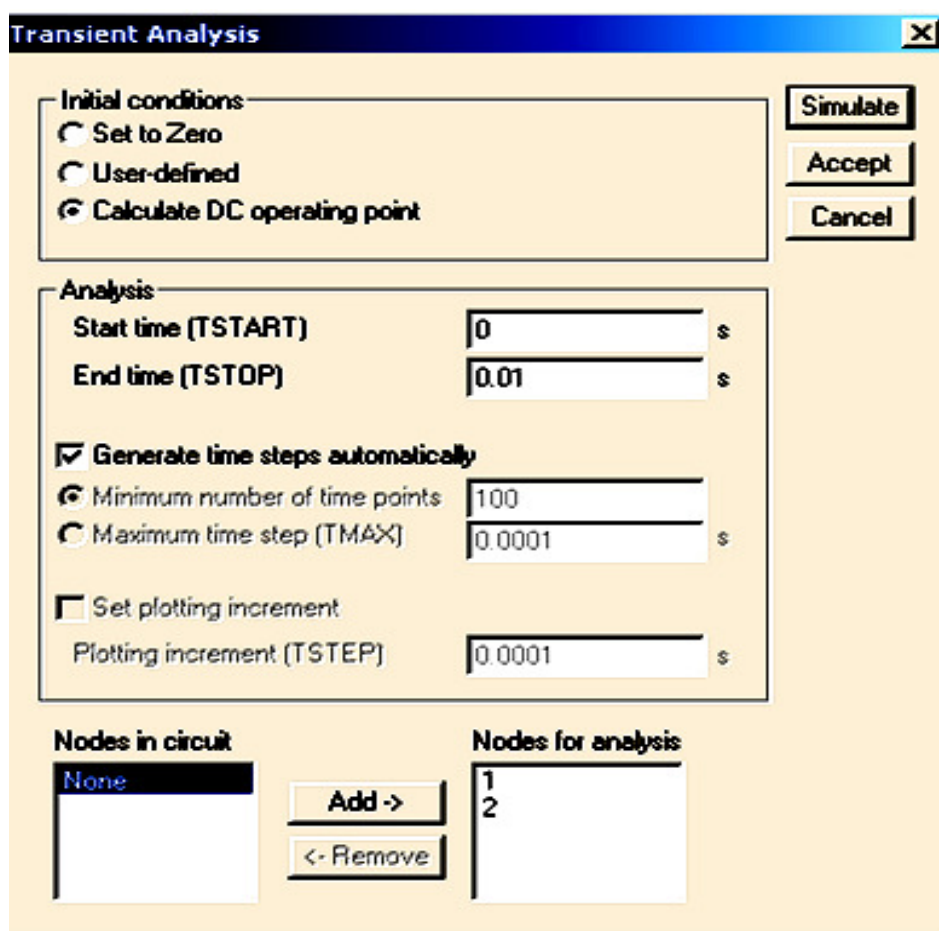 Transient Analysis
Initial conditions
Set to Zero
User-defined
Calculate DC operating point
Simulate
Accept
Cancel
Analysis
Start time (TSTART) 0 s
End time (TSTOP) 0.01 s
Generate time steps automatically
Minimum number of time points 100
Maximum time step (TMAX) 0.0001 s
Set plotting increment
Plotting increment (TSTEP) 0.0001 s
Nodes in circuit
None
Add ->
<- Remove
Nodes for analysis
1
2